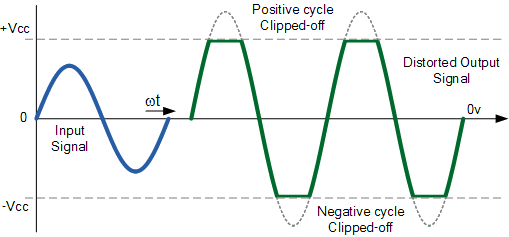 Positive cycle
Clipped-off
+Vcc
Distorted Output
Signal
ωt
0v
0
Input
Signal
-Vcc
Negative cycle
Clipped-off